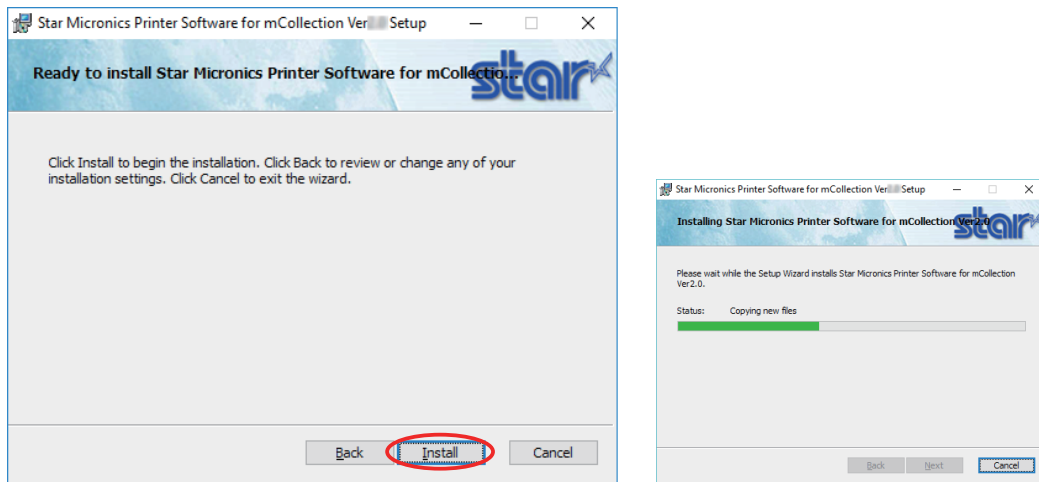 Star Micronics Printer Software for mCollection Ver Setup
Ready to install Star Micronics Printer Software for mCollectio...
star
Click Install to begin the installation. Click Back to review or change any of your
installation settings. Click Cancel to exit the wizard.
Back
Install
Cancel
Star Micronics Printer Software for mCollection Ver Setup
Installing Star Micronics Printer Software for mCollection Ver2.0
star
Please wait while the Setup Wizard installs Star Micronics Printer Software for mCollection
Ver2.0.
Status: Copying new files
Back
Next
Cancel